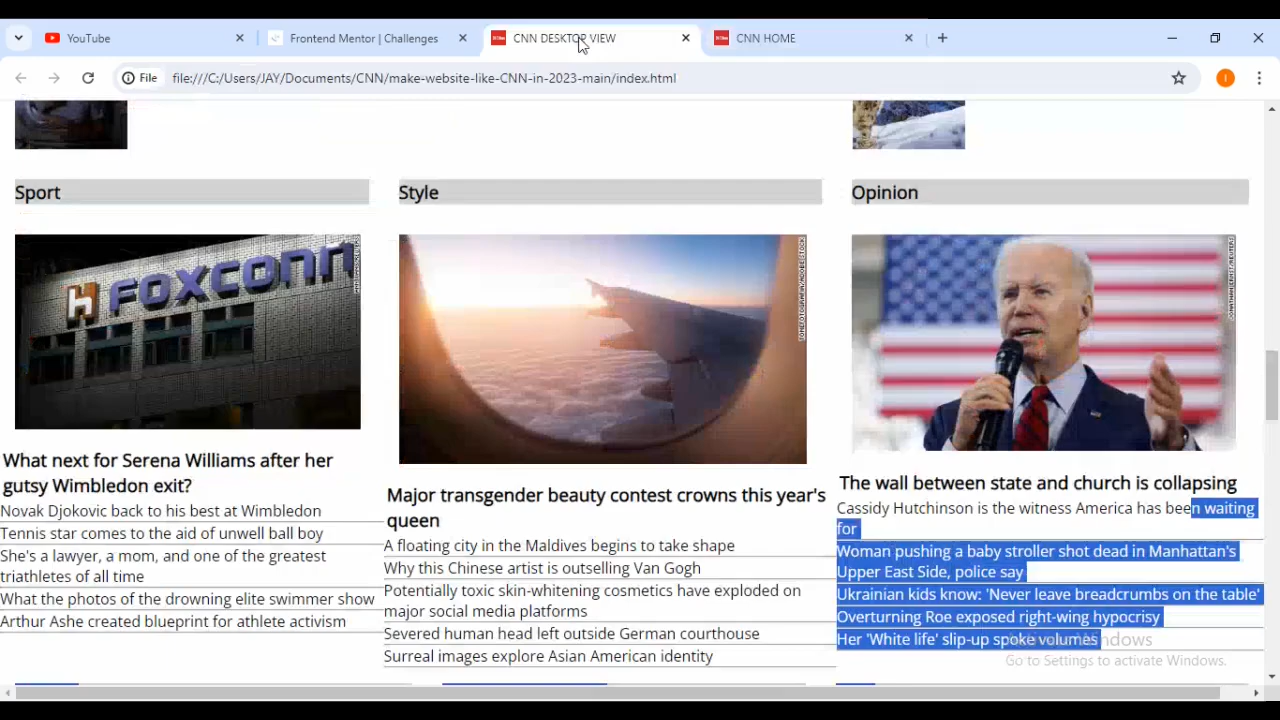 YouTube
Frontend Mentor | Challenges
CNN DESKTOP VIEW
CNN HOME
File
file:///C:/Users/JAY/Documents/CNN/make-website-like-CNN-in-2023-main/index.html
Sport
Style
Opinion
FOXCONN
What next for Serena Williams after her
gutsy Wimbledon exit?
Novak Djokovic back to his best at Wimbledon
Tennis star comes to the aid of unwell ball boy
She's a lawyer, a mom, and one of the greatest
triathletes of all time
What the photos of the drowning elite swimmer show
Arthur Ashe created blueprint for athlete activism
Major transgender beauty contest crowns this year's
queen
A floating city in the Maldives begins to take shape
Why this Chinese artist is outselling Van Gogh
Potentially toxic skin-whitening cosmetics have exploded on
major social media platforms
Severed human head left outside German courthouse
Surreal images explore Asian American identity
The wall between state and church is collapsing
Cassidy Hutchinson is the witness America has been waiting
for
Woman pushing a baby stroller shot dead in Manhattan's
Upper East Side, police say
Ukrainian kids know: 'Never leave breadcrumbs on the table'
Overturning Roe exposed right-wing hypocrisy
Her 'White life' slip-up spoke volumes
Activate Windows
Go to Settings to activate Windows.